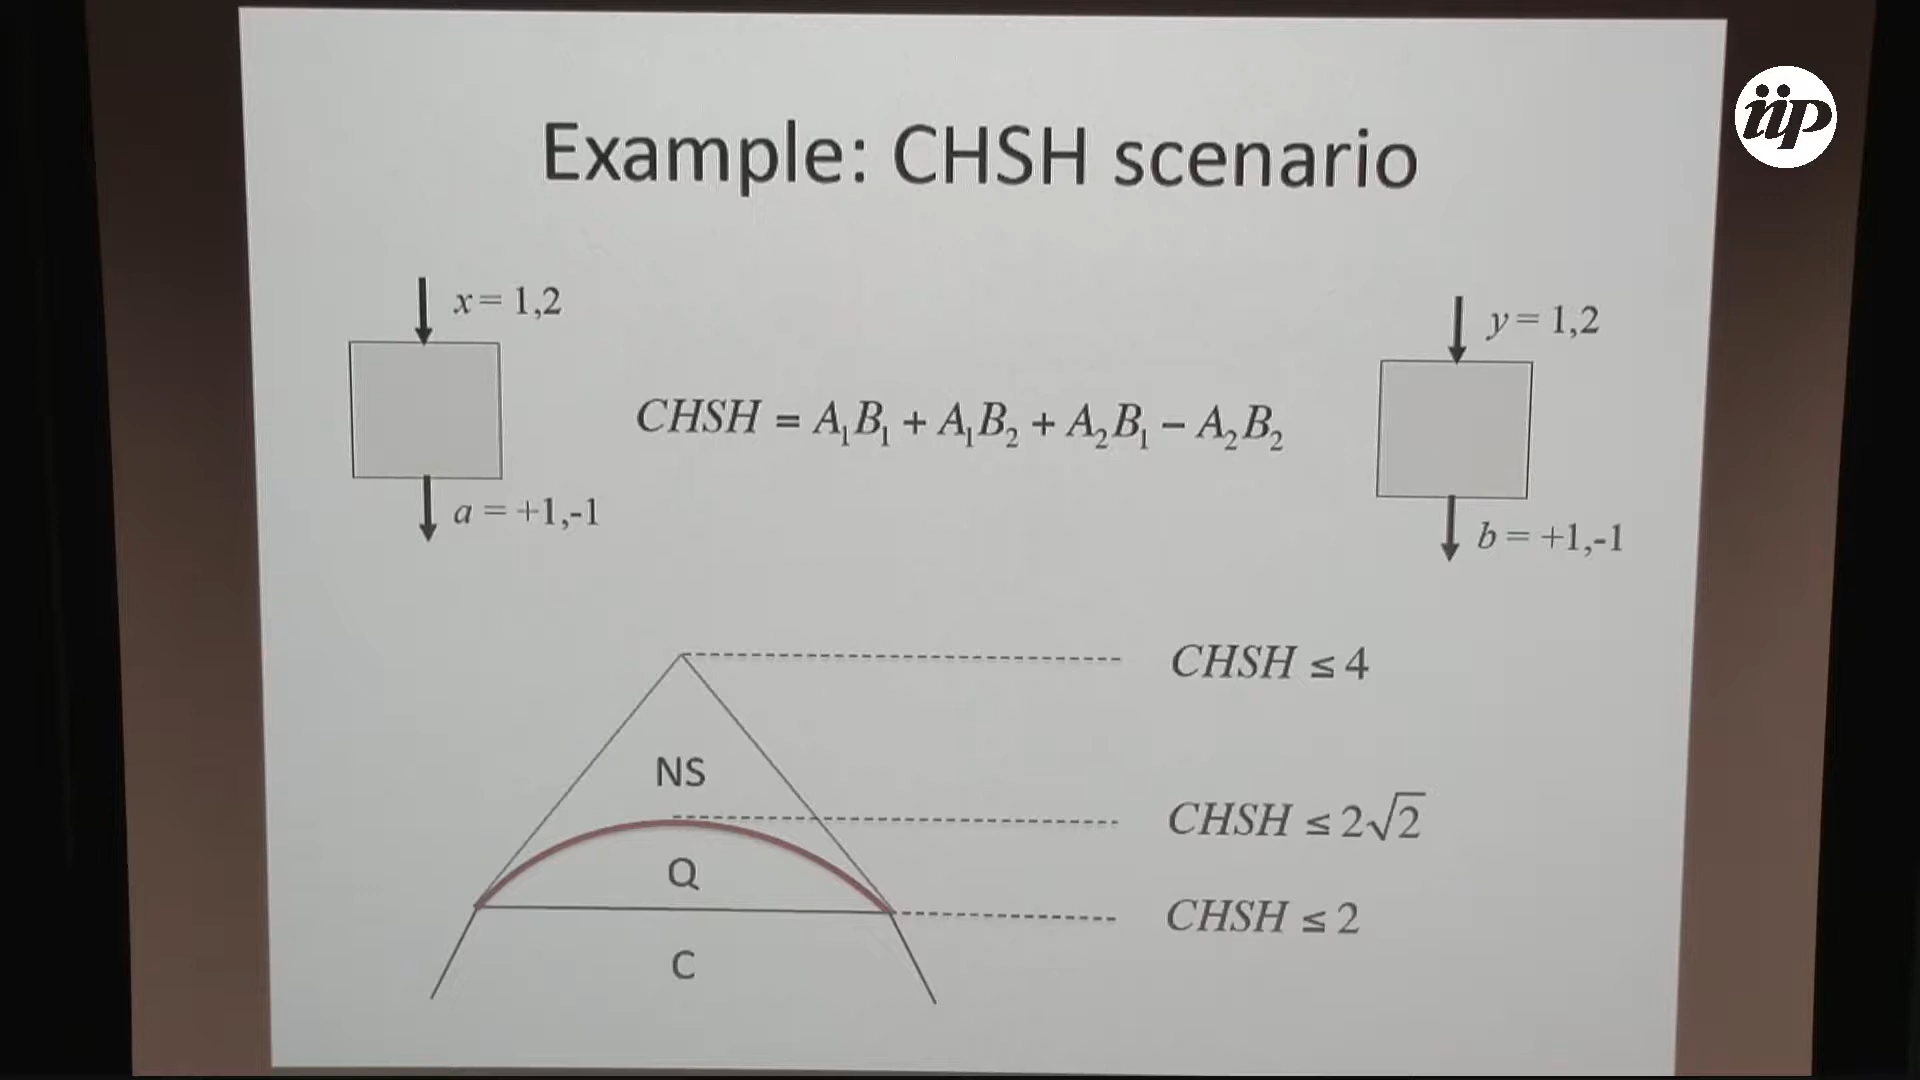 iip
Example: CHSH scenario
x = 1,2
y = 1,2
CHSH = A₁B₁ + A₁B₂ + A₂B₁ − A₂B₂
a = +1,-1
b = +1,-1
CHSH ≤ 4
NS
CHSH ≤ 2√2
Q
CHSH ≤ 2
C